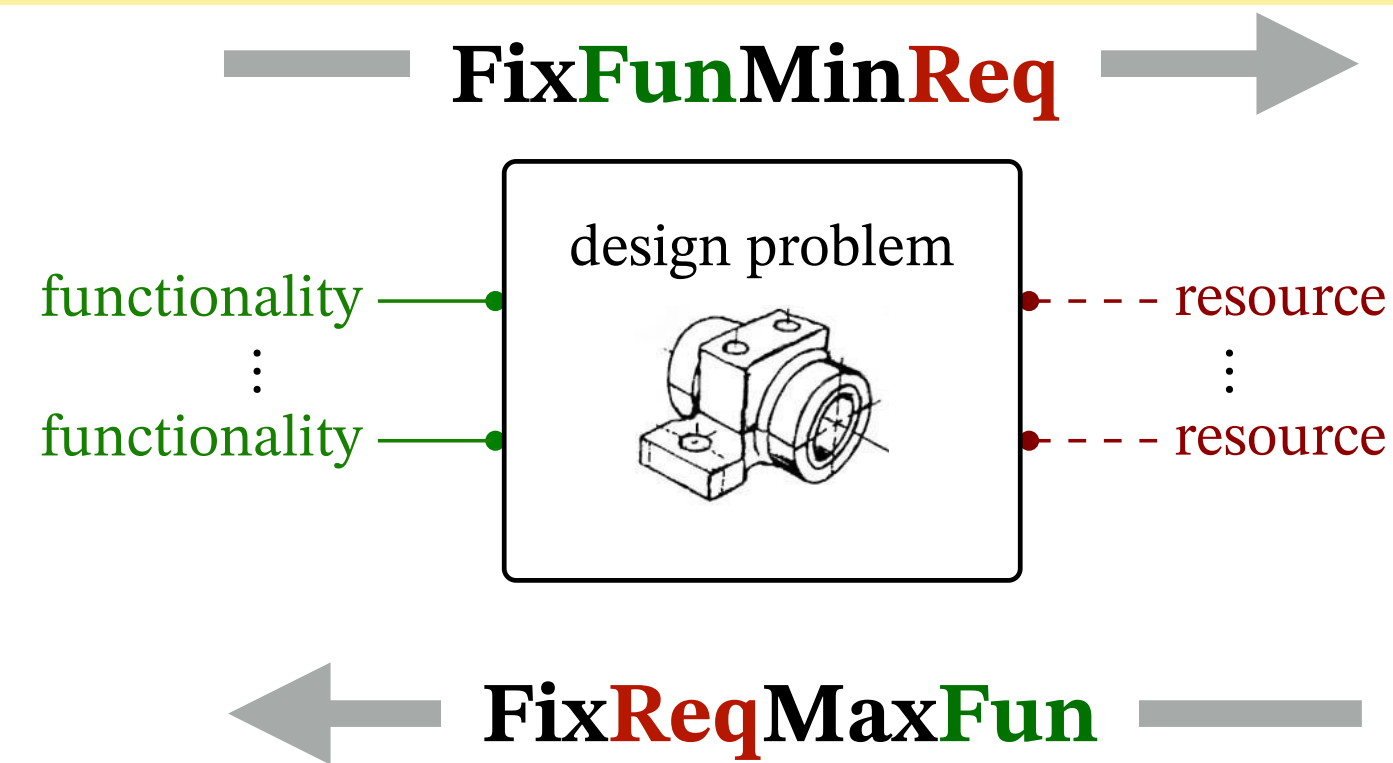 FixFunMinReq
design problem
functionality
resource
functionality
resource
FixReqMaxFun